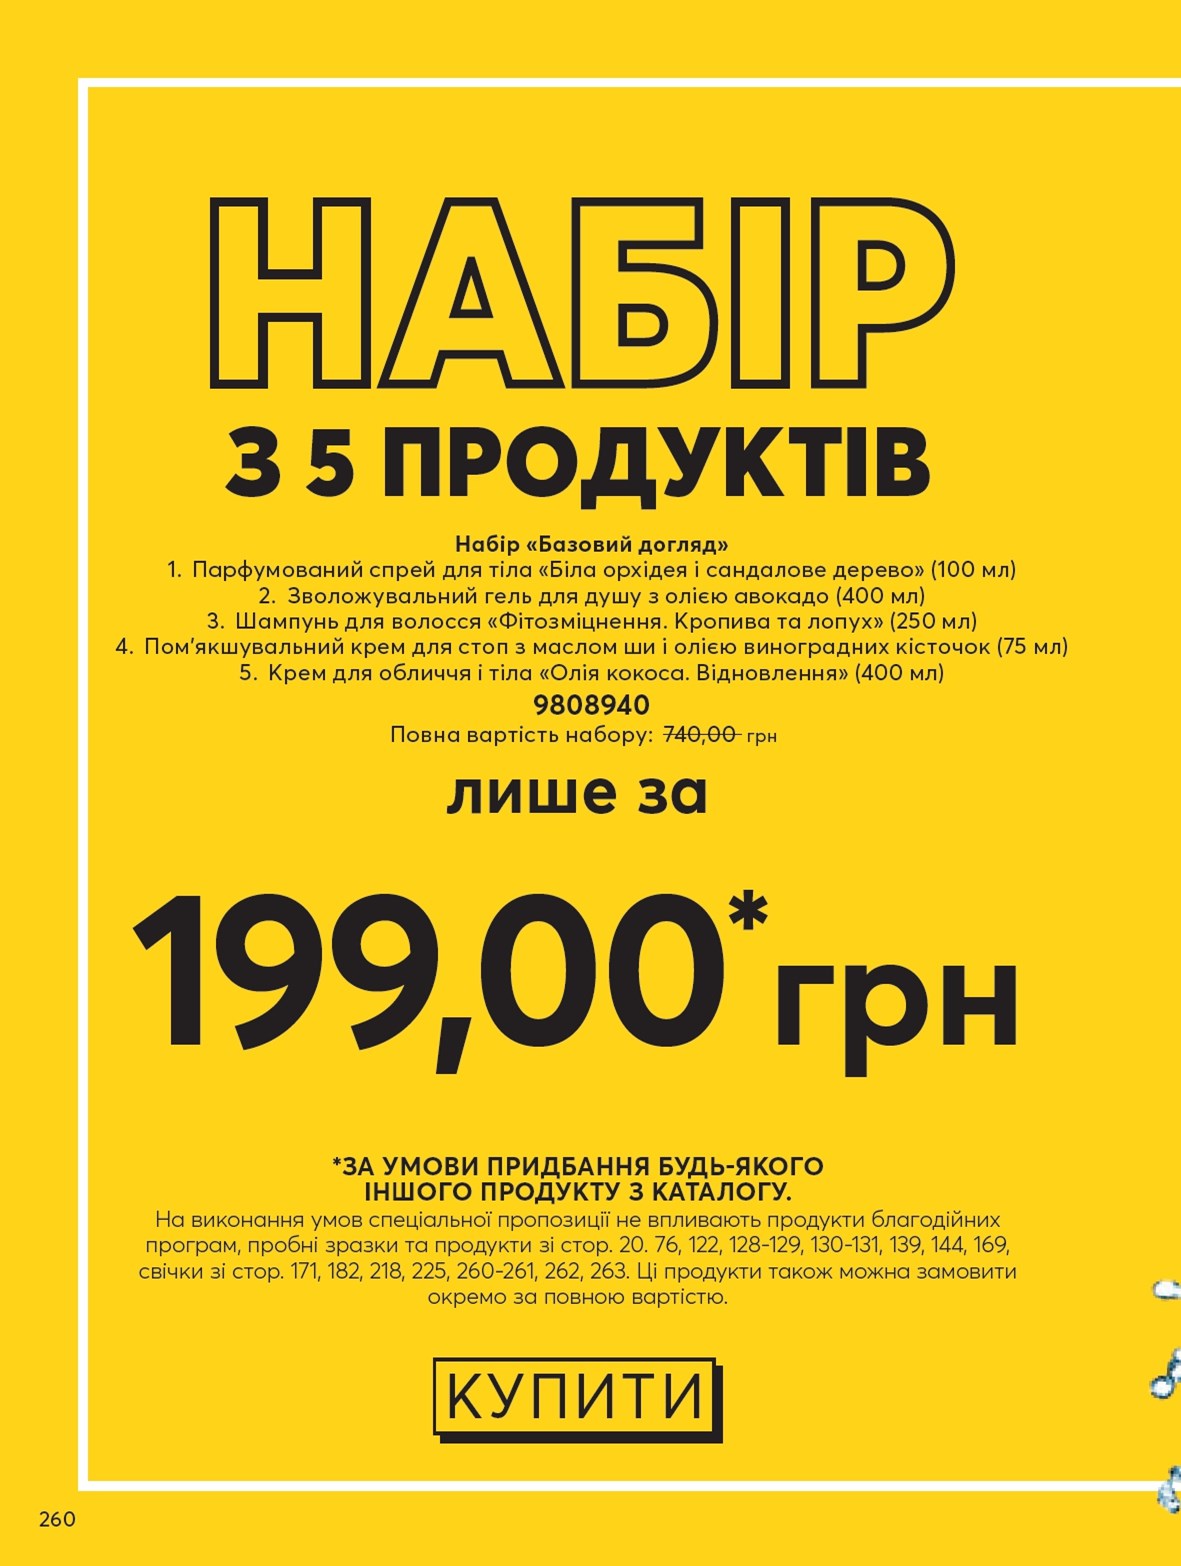 НАБІР
З 5 ПРОДУКТІВ
Набір «Базовий догляд»
1. Парфумований спрей для тіла «Біла орхідея і сандалове дерево» (100 мл)
2. Зволожувальний гель для душу з олією авокадо (400 мл)
3. Шампунь для волосся «Фітозміцнення. Кропива та лопух» (250 мл)
4. Пом’якшувальний крем для стоп з маслом ши і олією виноградних кісточок (75 мл)
5. Крем для обличчя і тіла «Олія кокоса. Відновлення» (400 мл)
9808940
Повна вартість набору: 740,00 грн
лише за
199,00* грн
*ЗА УМОВИ ПРИДБАННЯ БУДЬ-ЯКОГО
ІНШОГО ПРОДУКТУ З КАТАЛОГУ.
На виконання умов спеціальної пропозиції не впливають продукти благодійних
програм, пробні зразки та продукти зі стор. 20. 76, 122, 128-129, 130-131, 139, 144, 169,
свічки зі стор. 171, 182, 218, 225, 260-261, 262, 263. Ці продукти також можна замовити
окремо за повною вартістю.
КУПИТИ
260